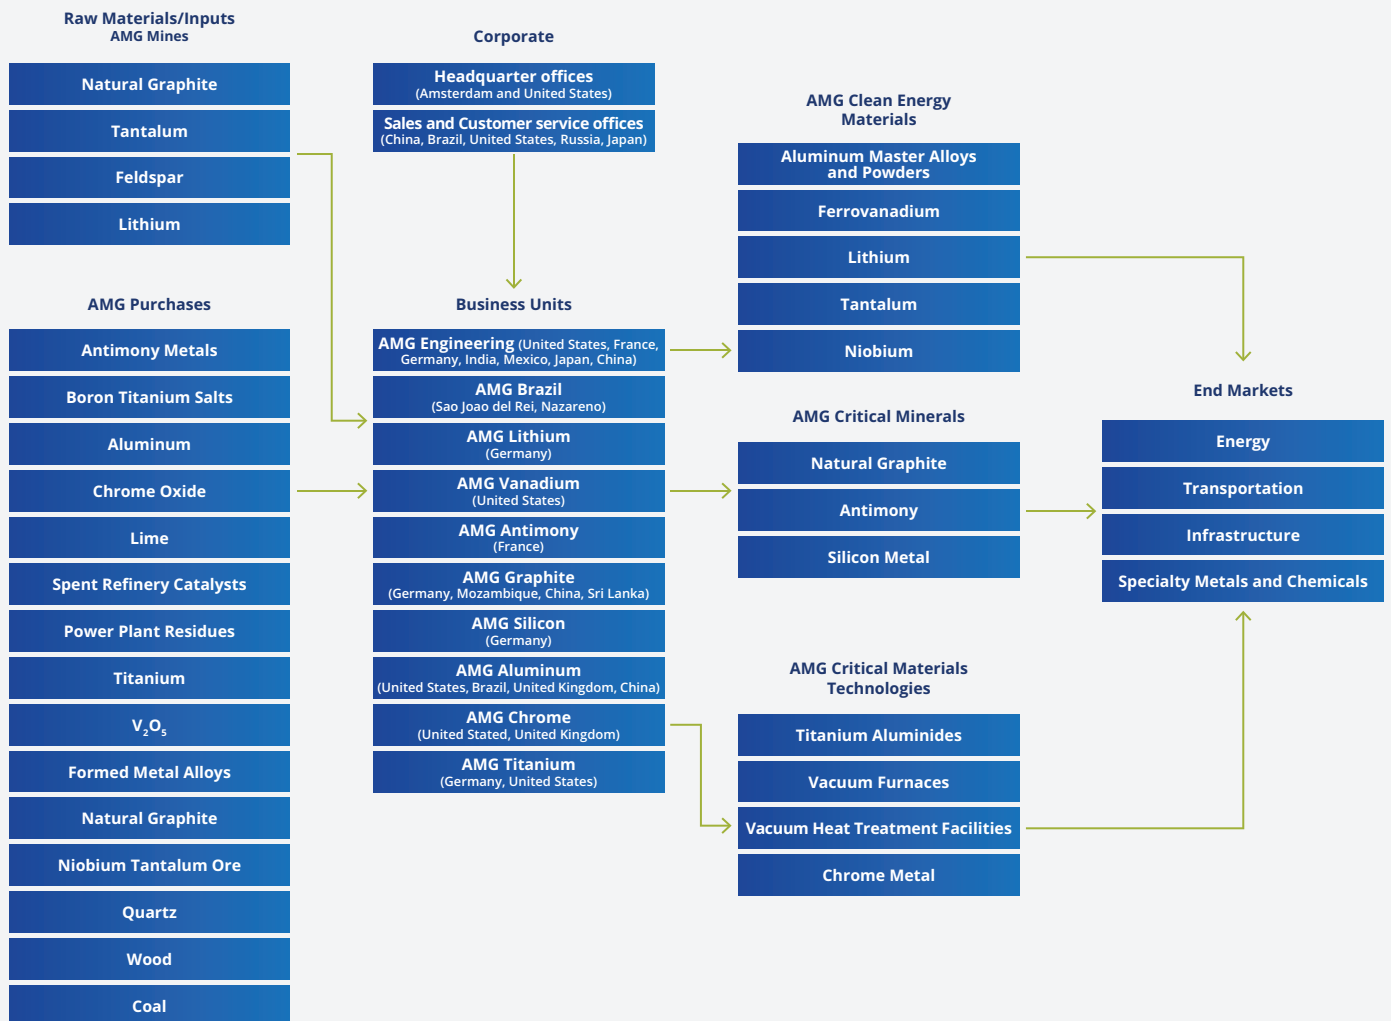 Raw Materials/Inputs
AMG Mines
Natural Graphite
Tantalum
Feldspar
Lithium
AMG Purchases
Antimony Metals
Boron Titanium Salts
Aluminum
Chrome Oxide
Lime
Spent Refinery Catalysts
Power Plant Residues
Titanium
V₂O₅
Formed Metal Alloys
Natural Graphite
Niobium Tantalum Ore
Quartz
Wood
Coal
Corporate
Headquarter offices
(Amsterdam and United States)
Sales and Customer service offices
(China, Brazil, United States, Russia, Japan)
Business Units
AMG Engineering (United States, France,
Germany, India, Mexico, Japan, China)
AMG Brazil
(Sao Joao del Rei, Nazareno)
AMG Lithium
(Germany)
AMG Vanadium
(United States)
AMG Antimony
(France)
AMG Graphite
(Germany, Mozambique, China, Sri Lanka)
AMG Silicon
(Germany)
AMG Aluminum
(United States, Brazil, United Kingdom, China)
AMG Chrome
(United Stated, United Kingdom)
AMG Titanium
(Germany, United States)
AMG Clean Energy
Materials
Aluminum Master Alloys
and Powders
Ferrovanadium
Lithium
Tantalum
Niobium
AMG Critical Minerals
Natural Graphite
Antimony
Silicon Metal
AMG Critical Materials
Technologies
Titanium Aluminides
Vacuum Furnaces
Vacuum Heat Treatment Facilities
Chrome Metal
End Markets
Energy
Transportation
Infrastructure
Specialty Metals and Chemicals